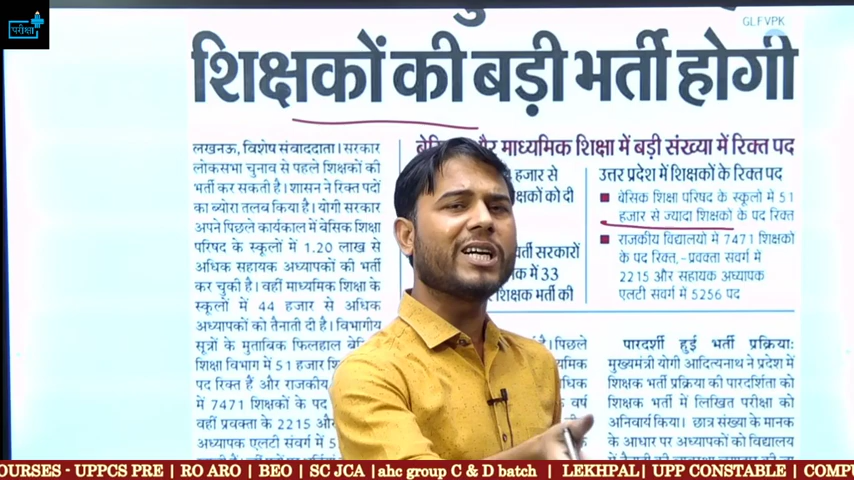 परीक्षा
GLFVPK
शिक्षकों की बड़ी भर्ती होगी
लखनऊ, विशेष संवाददाता। सरकार
लोकसभा चुनाव से पहले शिक्षकों की
भर्ती कर सकती है। शासन ने रिक्त पदों
का ब्योरा तलब किया है। योगी सरकार
अपने पिछले कार्यकाल में बेसिक शिक्षा
परिषद के स्कूलों में 1.20 लाख से
अधिक सहायक अध्यापकों की भर्ती
कर चुकी है। वहीं माध्यमिक शिक्षा के
स्कूलों में 44 हजार से अधिक
अध्यापकों को तैनाती दी है। विभागीय
सूत्रों के मुताबिक फिलहाल
शिक्षा विभाग में 51 हजार
पद रिक्त हैं और राजकीय
में 7471 शिक्षकों के पद
वहीं प्रवक्ता के 2215 और
अध्यापक एलटी संवर्ग में 5
माध्यमिक शिक्षा में बड़ी संख्या में रिक्त पद
हजार से
को दी
सरकारों
में 33
शिक्षक भर्ती की
उत्तर प्रदेश में शिक्षकों के रिक्त पद
बेसिक शिक्षा परिषद के स्कूलों में 51
हजार से ज्यादा शिक्षकों के पद रिक्त
राजकीय विद्यालयों में 7471 शिक्षकों
के पद रिक्त,-प्रवक्ता संवर्ग में
2215 और सहायक अध्यापक
एलटी संवर्ग में 5256 पद
पिछले
वर्ष
पारदर्शी हुई भर्ती प्रक्रिया:
मुख्यमंत्री योगी आदित्यनाथ ने प्रदेश में
शिक्षक भर्ती प्रक्रिया की पारदर्शिता को
शिक्षक भर्ती में लिखित परीक्षा को
अनिवार्य किया। छात्र संख्या के मानक
के आधार पर अध्यापकों को विद्यालय
OURSES - UPPCS PRE | RO ARO | BEO | SC JCA |ahc group C & D batch | LEKHPAL| UPP CONSTABLE | COMPU